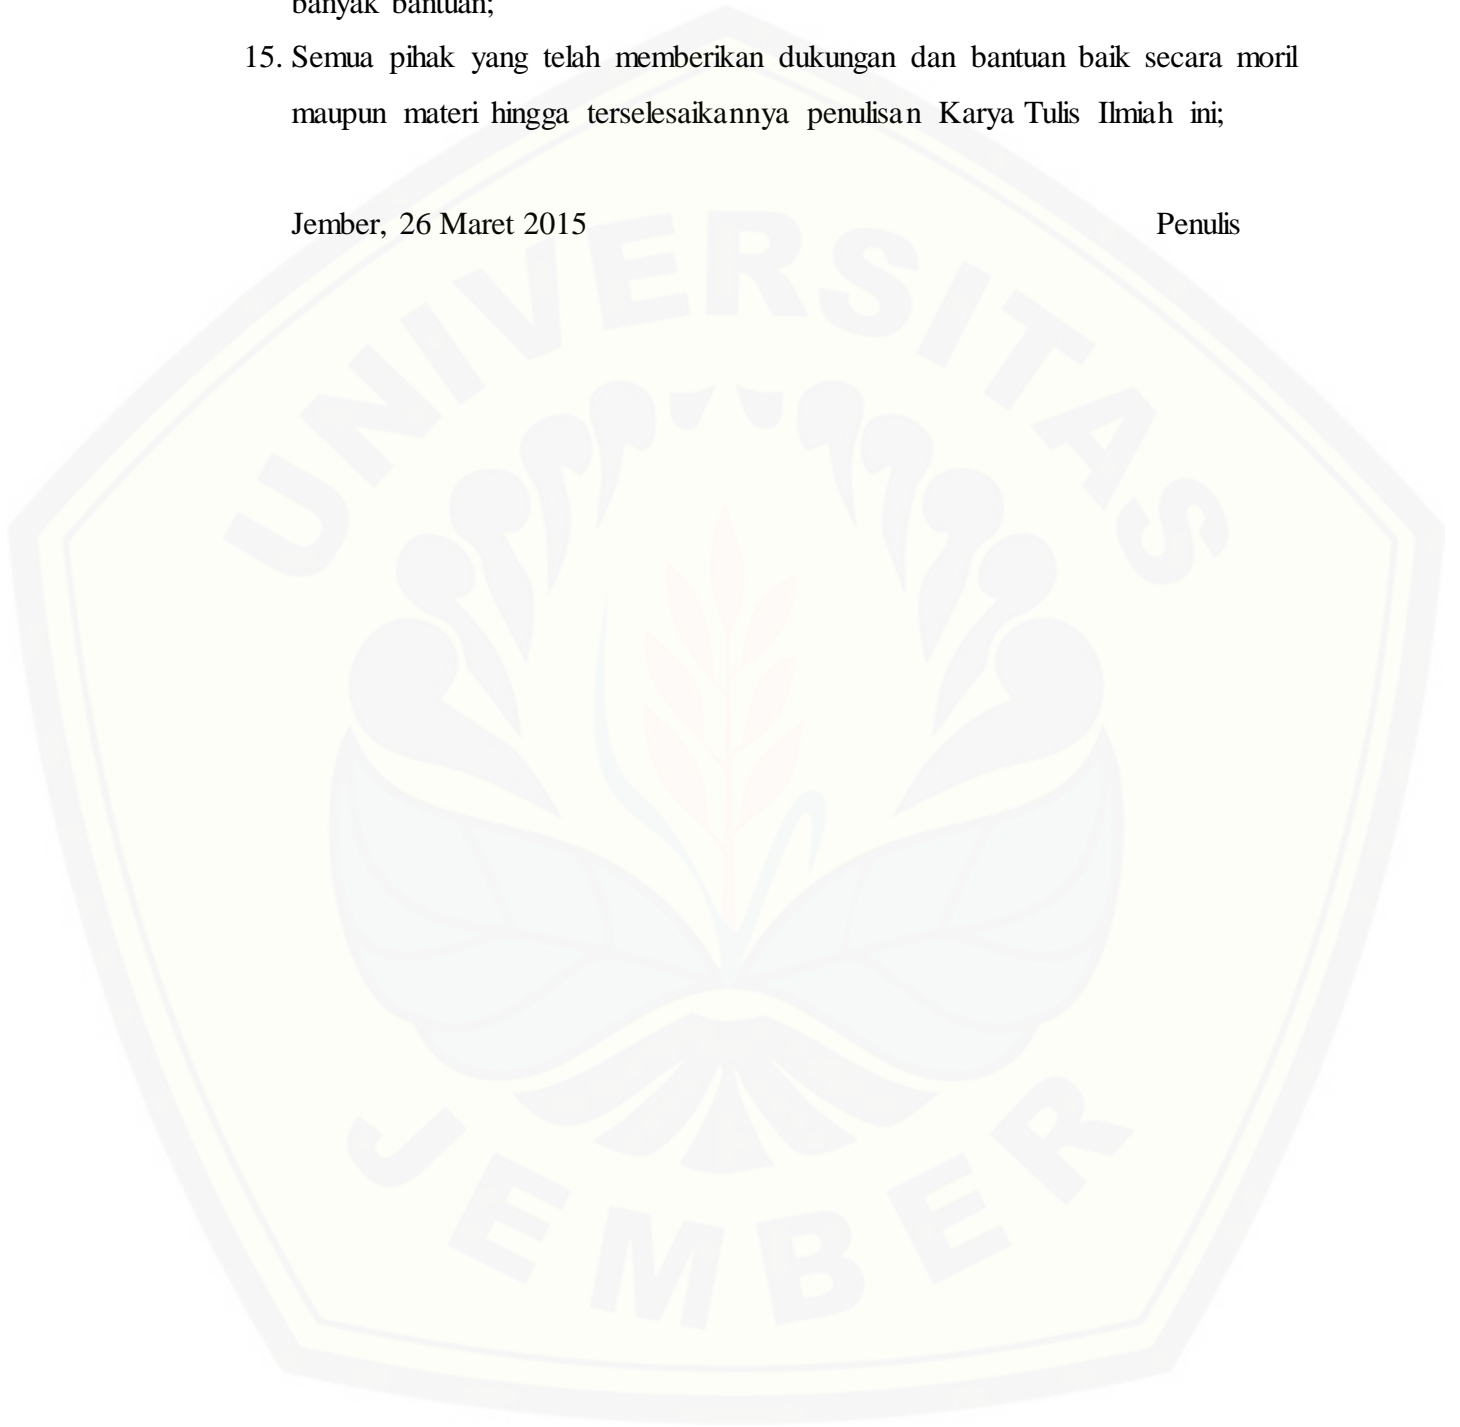 banyak bantuan;
15. Semua pihak yang telah memberikan dukungan dan bantuan baik secara moril
maupun materi hingga terselesaikannya penulisan Karya Tulis Ilmiah ini;
Jember, 26 Maret 2015 Penulis
UNIVERSITAS
JEMBER